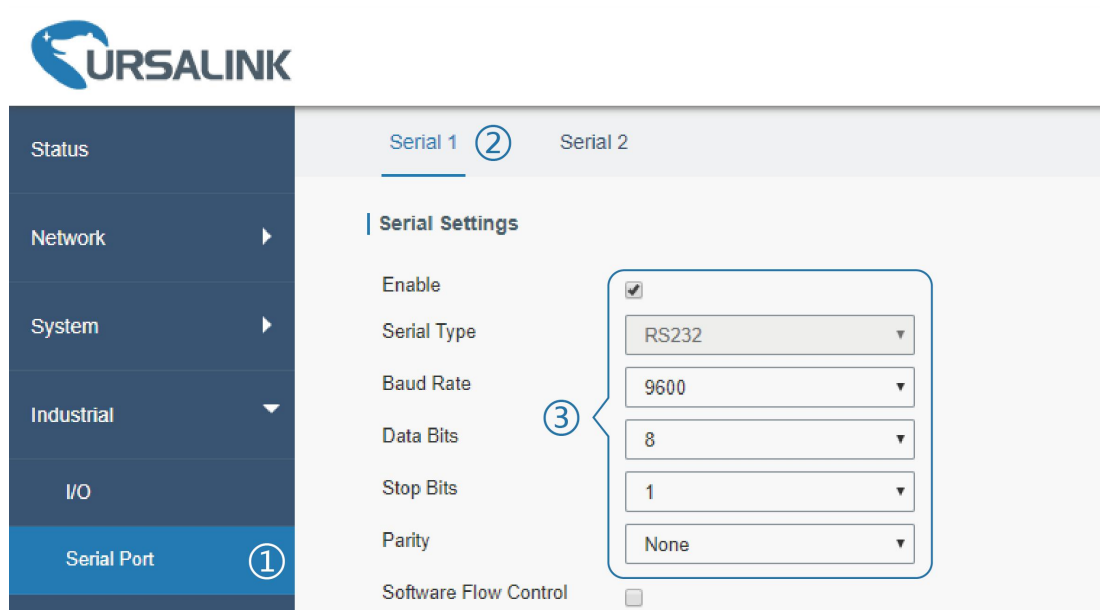 URSALINK
Status
Serial 1 ② Serial 2
Serial Settings
Network
Enable
System
Serial Type RS232
Baud Rate 9600
Industrial
③
Data Bits 8
Stop Bits 1
I/O
Parity None
Serial Port ①
Software Flow Control